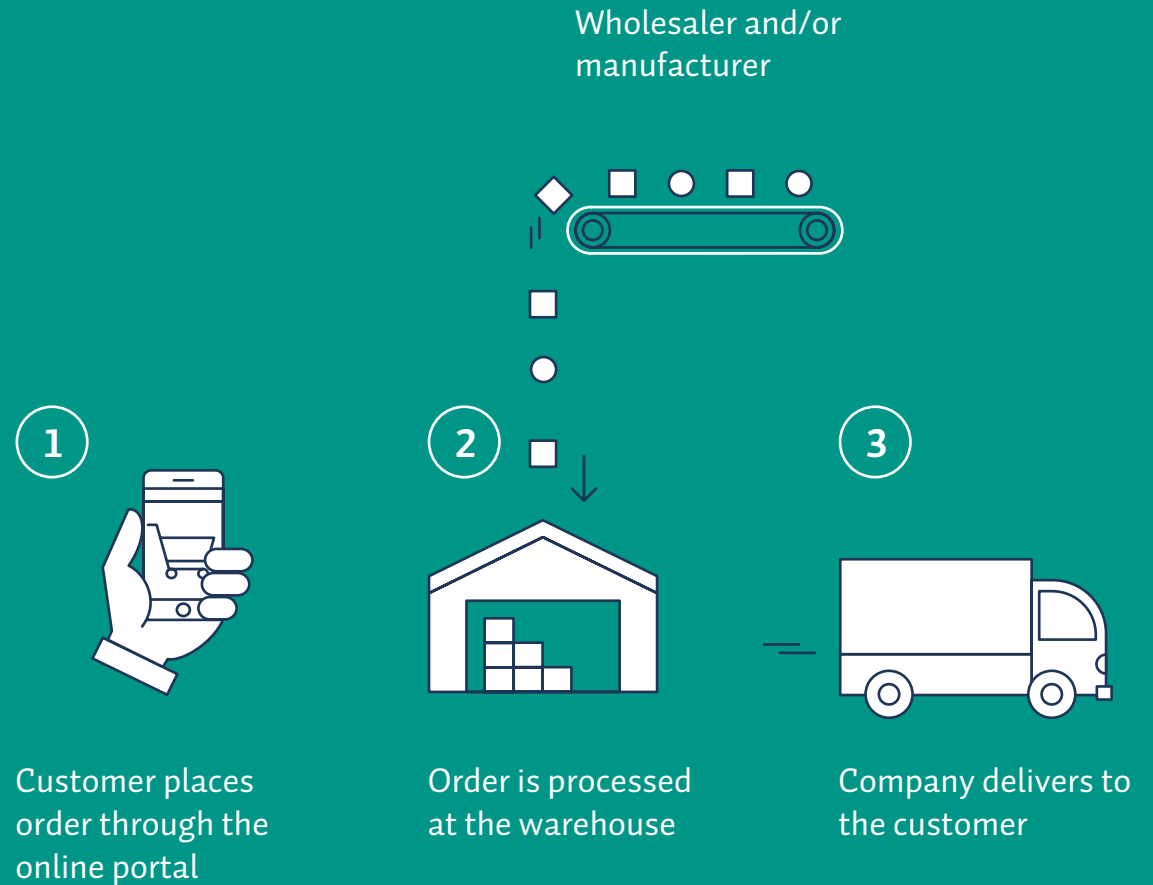 Wholesaler and/or
manufacturer
1
2
3
Customer places
order through the
online portal
Order is processed
at the warehouse
Company delivers to
the customer